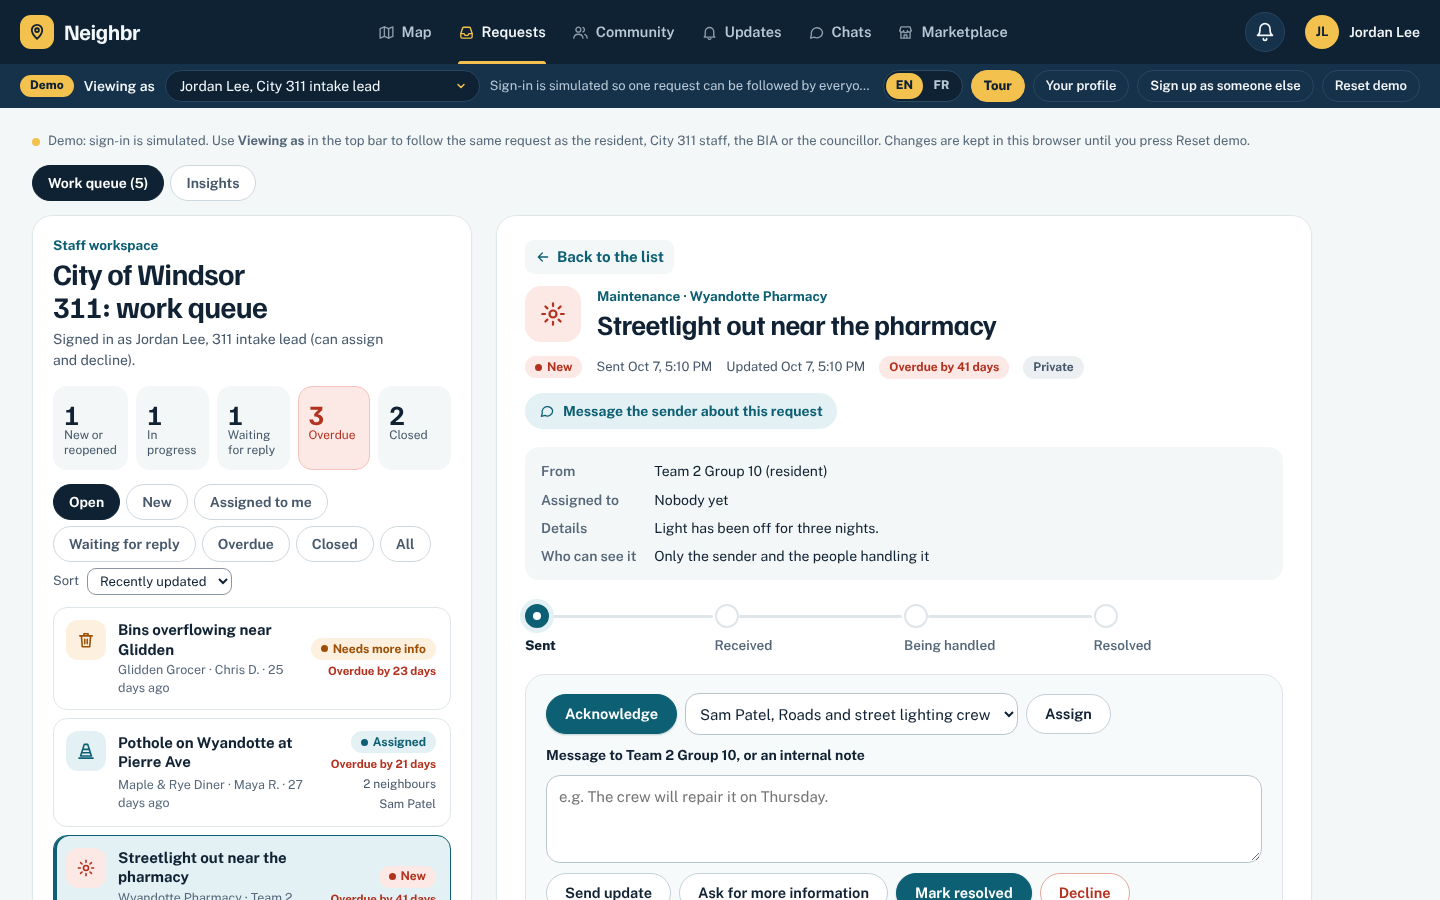 Neighbr
Map
Requests
Community
Updates
Chats
Marketplace
JL
Jordan Lee
Demo
Viewing as
Jordan Lee, City 311 intake lead
Sign-in is simulated so one request can be followed by everyo...
EN
FR
Tour
Your profile
Sign up as someone else
Reset demo
Demo: sign-in is simulated. Use Viewing as in the top bar to follow the same request as the resident, City 311 staff, the BIA or the councillor. Changes are kept in this browser until you press Reset demo.
Work queue (5)
Insights
Staff workspace
City of Windsor
311: work queue
Signed in as Jordan Lee, 311 intake lead (can assign
and decline).
1
New or
reopened
1
In
progress
1
Waiting
for reply
3
Overdue
2
Closed
Open
New
Assigned to me
Waiting for reply
Overdue
Closed
All
Sort
Recently updated
Bins overflowing near
Glidden
Glidden Grocer · Chris D. · 25
days ago
Needs more info
Overdue by 23 days
Pothole on Wyandotte at
Pierre Ave
Maple & Rye Diner · Maya R. · 27
days ago
Assigned
Overdue by 21 days
2 neighbours
Sam Patel
Streetlight out near the
pharmacy
Wyandotte Pharmacy · Team 2
New
Overdue by 41 days
Back to the list
Maintenance · Wyandotte Pharmacy
Streetlight out near the pharmacy
New
Sent Oct 7, 5:10 PM
Updated Oct 7, 5:10 PM
Overdue by 41 days
Private
Message the sender about this request
From
Team 2 Group 10 (resident)
Assigned to
Nobody yet
Details
Light has been off for three nights.
Who can see it
Only the sender and the people handling it
Sent
Received
Being handled
Resolved
Acknowledge
Sam Patel, Roads and street lighting crew
Assign
Message to Team 2 Group 10, or an internal note
e.g. The crew will repair it on Thursday.
Send update
Ask for more information
Mark resolved
Decline